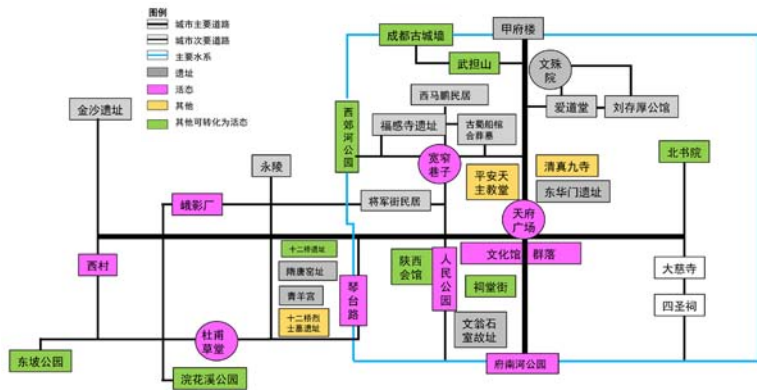 图例
城市主要道路
城市次要道路
主要水系
遗址
活态
其他
其他可转化为活态
成都古城墙
甲府楼
武担山
文殊
院
西马鹏民居
爱道堂
刘存厚公馆
金沙遗址
西
郊
河
公
园
福感寺遗址
古蜀船棺
合葬墓
宽窄
巷子
北书院
永陵
平安天
主教堂
清真九寺
东华门遗址
峨影厂
将军街民居
天府
广场
西村
十二桥遗址
隋唐窑址
青羊宫
十二桥烈
士墓遗址
琴
台
路
陕西
会馆
人
民
公
园
文化馆 群落
祠堂街
大慈寺
四圣祠
文翁石
室故址
杜甫
草堂
东坡公园
浣花溪公园
府南河公园